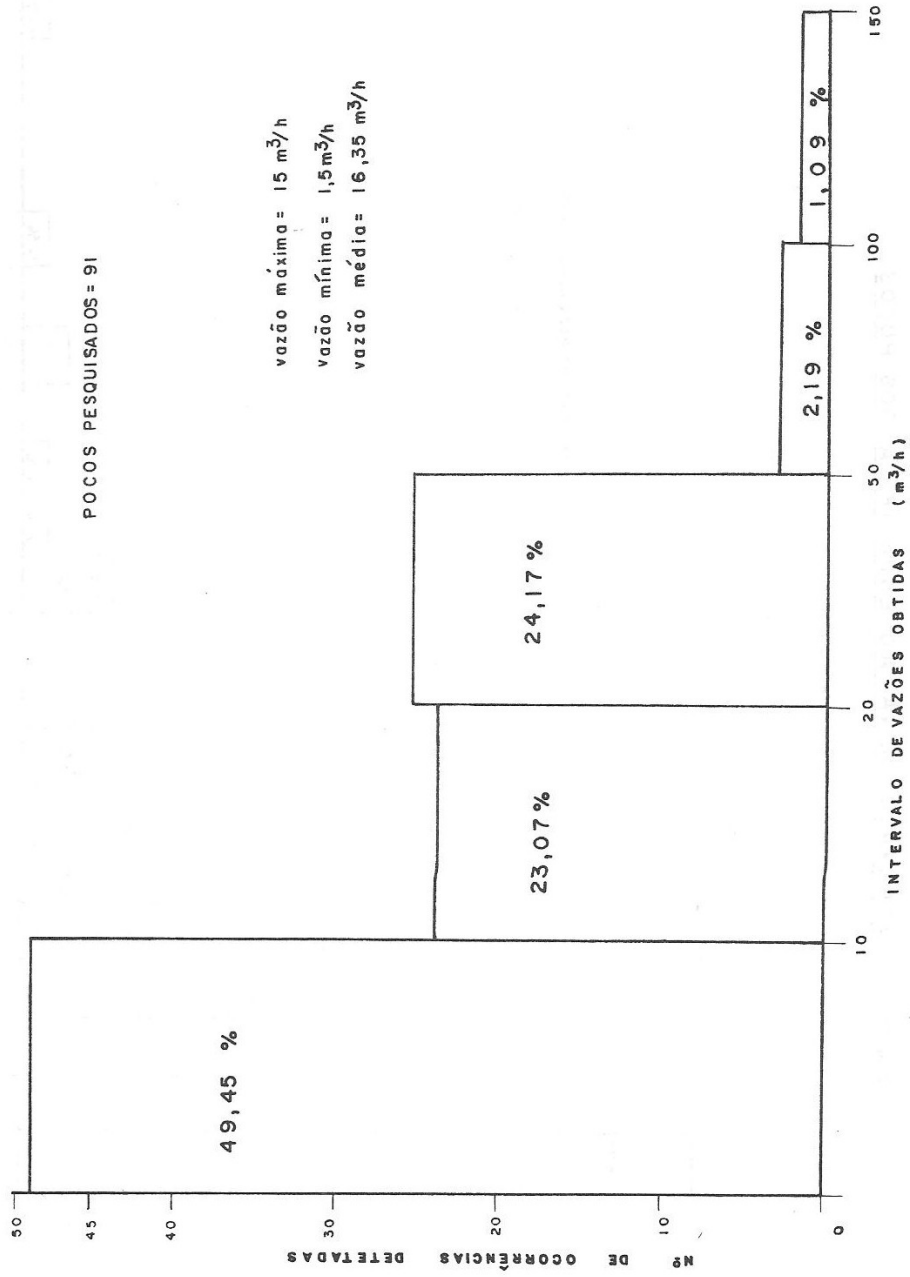 POCOS PESQUISADOS = 91
vazão máxima = 15 m³/h
vazão mínima = 1,5 m³/h
vazão média = 16,35 m³/h
49,45 %
23,07 %
24,17 %
2,19 %
1,09 %
50
45
40
30
20
10
0
Nº DE OCORRÊNCIAS DETETADAS
10
20
50
100
150
INTERVALO DE VAZÕES OBTIDAS (m³/h)